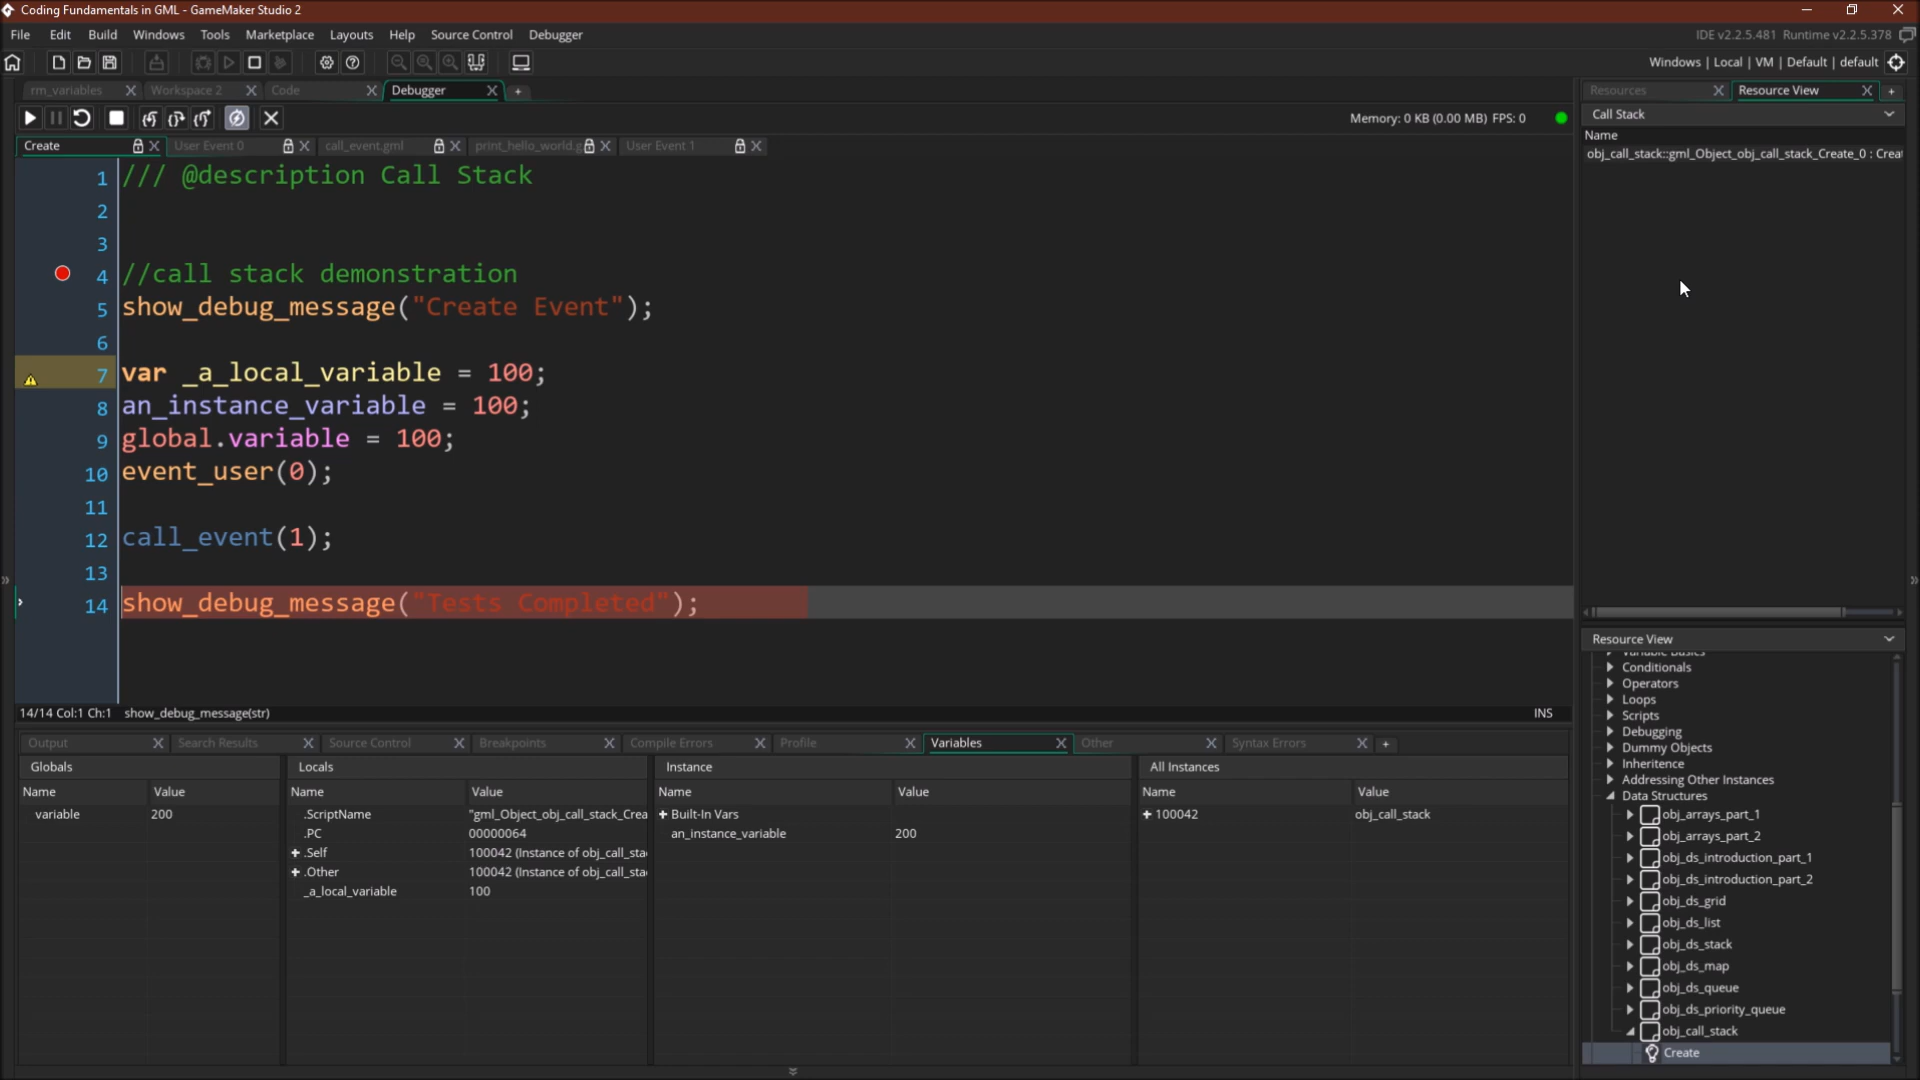 Coding Fundamentals in GML - GameMaker Studio 2
File Edit Build Windows Tools Marketplace Layouts Help Source Control Debugger
IDE v2.2.5.481 Runtime v2.2.5.378
Windows | Local | VM | Default | default
rm_variables Workspace 2 Code Debugger
Memory: 0 KB (0.00 MB) FPS: 0
Create User Event 0 call_event.gml print_hello_world.g User Event 1
1 /// @description Call Stack
2
3
4 //call stack demonstration
5 show_debug_message("Create Event");
6
7 var _a_local_variable = 100;
8 an_instance_variable = 100;
9 global.variable = 100;
10 event_user(0);
11
12 call_event(1);
13
14 show_debug_message("Tests Completed");
14/14 Col:1 Ch:1 show_debug_message(str)
INS
Output Search Results Source Control Breakpoints Compile Errors Profile Variables Other Syntax Errors
Globals
Name Value
variable 200
Locals
Name Value
.ScriptName "gml_Object_obj_call_stack_Crea
.PC 00000064
.Self 100042 (Instance of obj_call_sta
.Other 100042 (Instance of obj_call_sta
_a_local_variable 100
Instance
Name Value
Built-In Vars
an_instance_variable 200
All Instances
Name Value
100042 obj_call_stack
Resources Resource View
Call Stack
Name
obj_call_stack::gml_Object_obj_call_stack_Create_0 : Crea
Resource View
Variable Basics
Conditionals
Operators
Loops
Scripts
Debugging
Dummy Objects
Inheritence
Addressing Other Instances
Data Structures
obj_arrays_part_1
obj_arrays_part_2
obj_ds_introduction_part_1
obj_ds_introduction_part_2
obj_ds_grid
obj_ds_list
obj_ds_stack
obj_ds_map
obj_ds_queue
obj_ds_priority_queue
obj_call_stack
Create